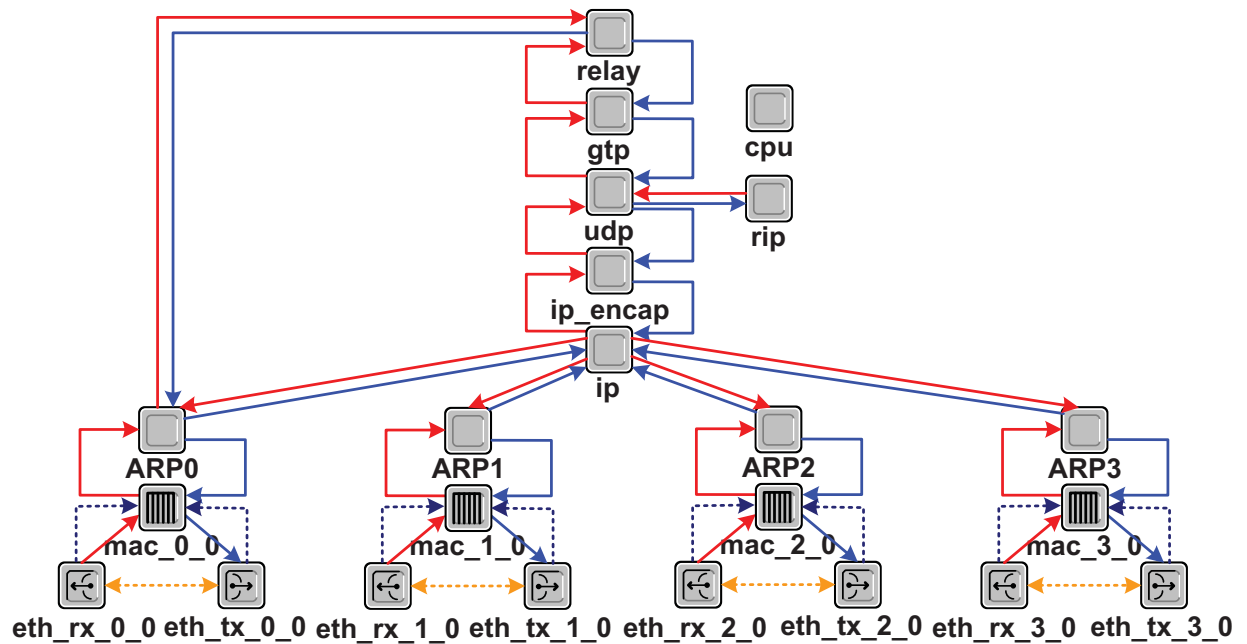 relay
gtp
cpu
udp
rip
ip_encap
ip
ARP0
ARP1
ARP2
ARP3
mac_0_0
mac_1_0
mac_2_0
mac_3_0
eth_rx_0_0
eth_tx_0_0
eth_rx_1_0
eth_tx_1_0
eth_rx_2_0
eth_tx_2_0
eth_rx_3_0
eth_tx_3_0